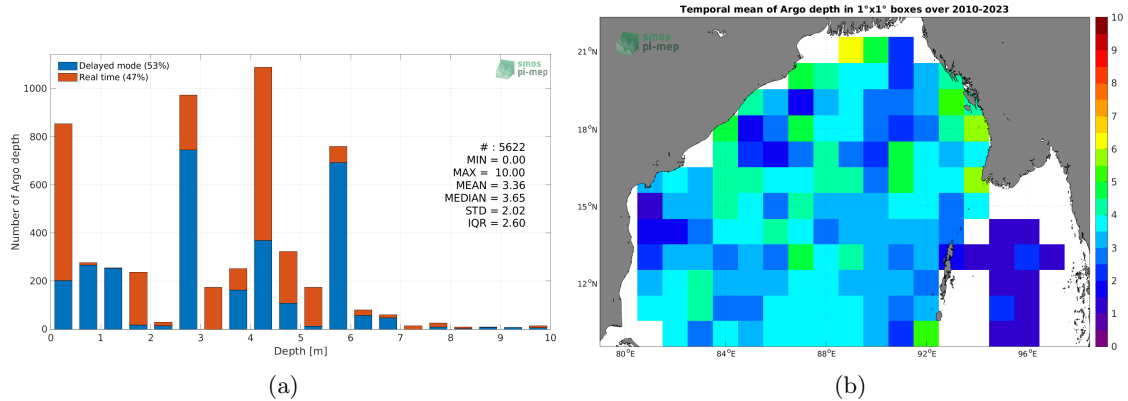 smos
pi-mep
Delayed mode (53%)
Real time (47%)
# : 5622
MIN = 0.00
MAX = 10.00
MEAN = 3.36
MEDIAN = 3.65
STD = 2.02
IQR = 2.60
Number of Argo depth
1000
800
600
400
200
0
0 1 2 3 4 5 6 7 8 9 10
Depth [m]
(a)
Temporal mean of Argo depth in 1°x1° boxes over 2010-2023
smos
pi-mep
21°N
18°N
15°N
12°N
80°E 84°E 88°E 92°E 96°E
10
9
8
7
6
5
4
3
2
1
0
(b)